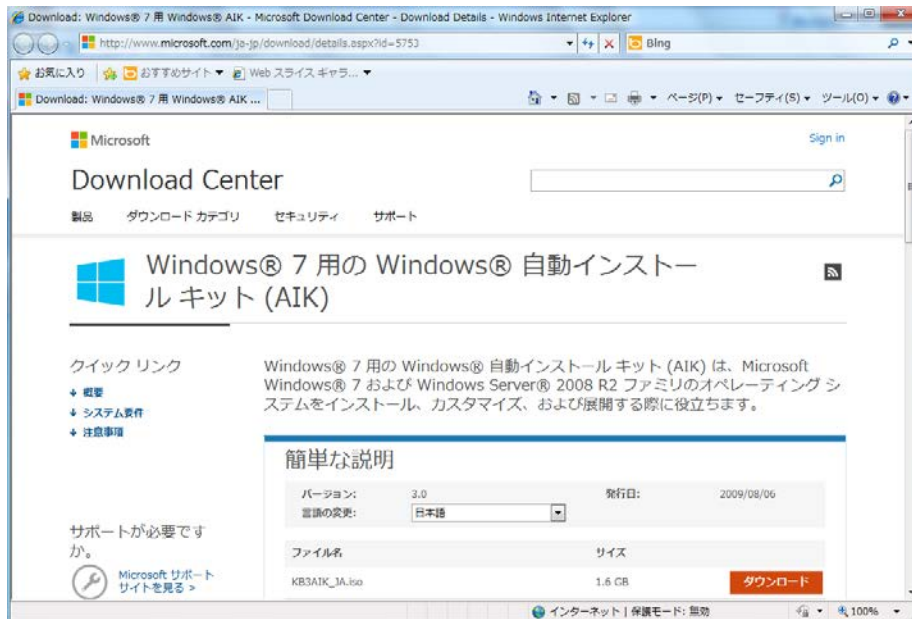 Download: Windows® 7 用 Windows® AIK - Microsoft Download Center - Download Details - Windows Internet Explorer
http://www.microsoft.com/ja-jp/download/details.aspx?id=5753
Bing
お気に入り おすすめサイト Web スライス ギャラ...
Download: Windows® 7 用 Windows® AIK ...
ページ(P) セーフティ(S) ツール(O)
Microsoft
Sign in
Download Center
製品 ダウンロード カテゴリ セキュリティ サポート
Windows® 7 用の Windows® 自動インストー
ル キット (AIK)
クイック リンク
概要
システム要件
注意事項
Windows® 7 用の Windows® 自動インストール キット (AIK) は、Microsoft
Windows® 7 および Windows Server® 2008 R2 ファミリのオペレーティング シ
ステムをインストール、カスタマイズ、および展開する際に役立ちます。
簡単な説明
バージョン: 3.0 発行日: 2009/08/06
言語の変更: 日本語
ファイル名 サイズ
KB3AIK_JA.iso 1.6 GB ダウンロード
サポートが必要です
か。
Microsoft サポート
サイトを見る >
インターネット | 保護モード: 無効 100%